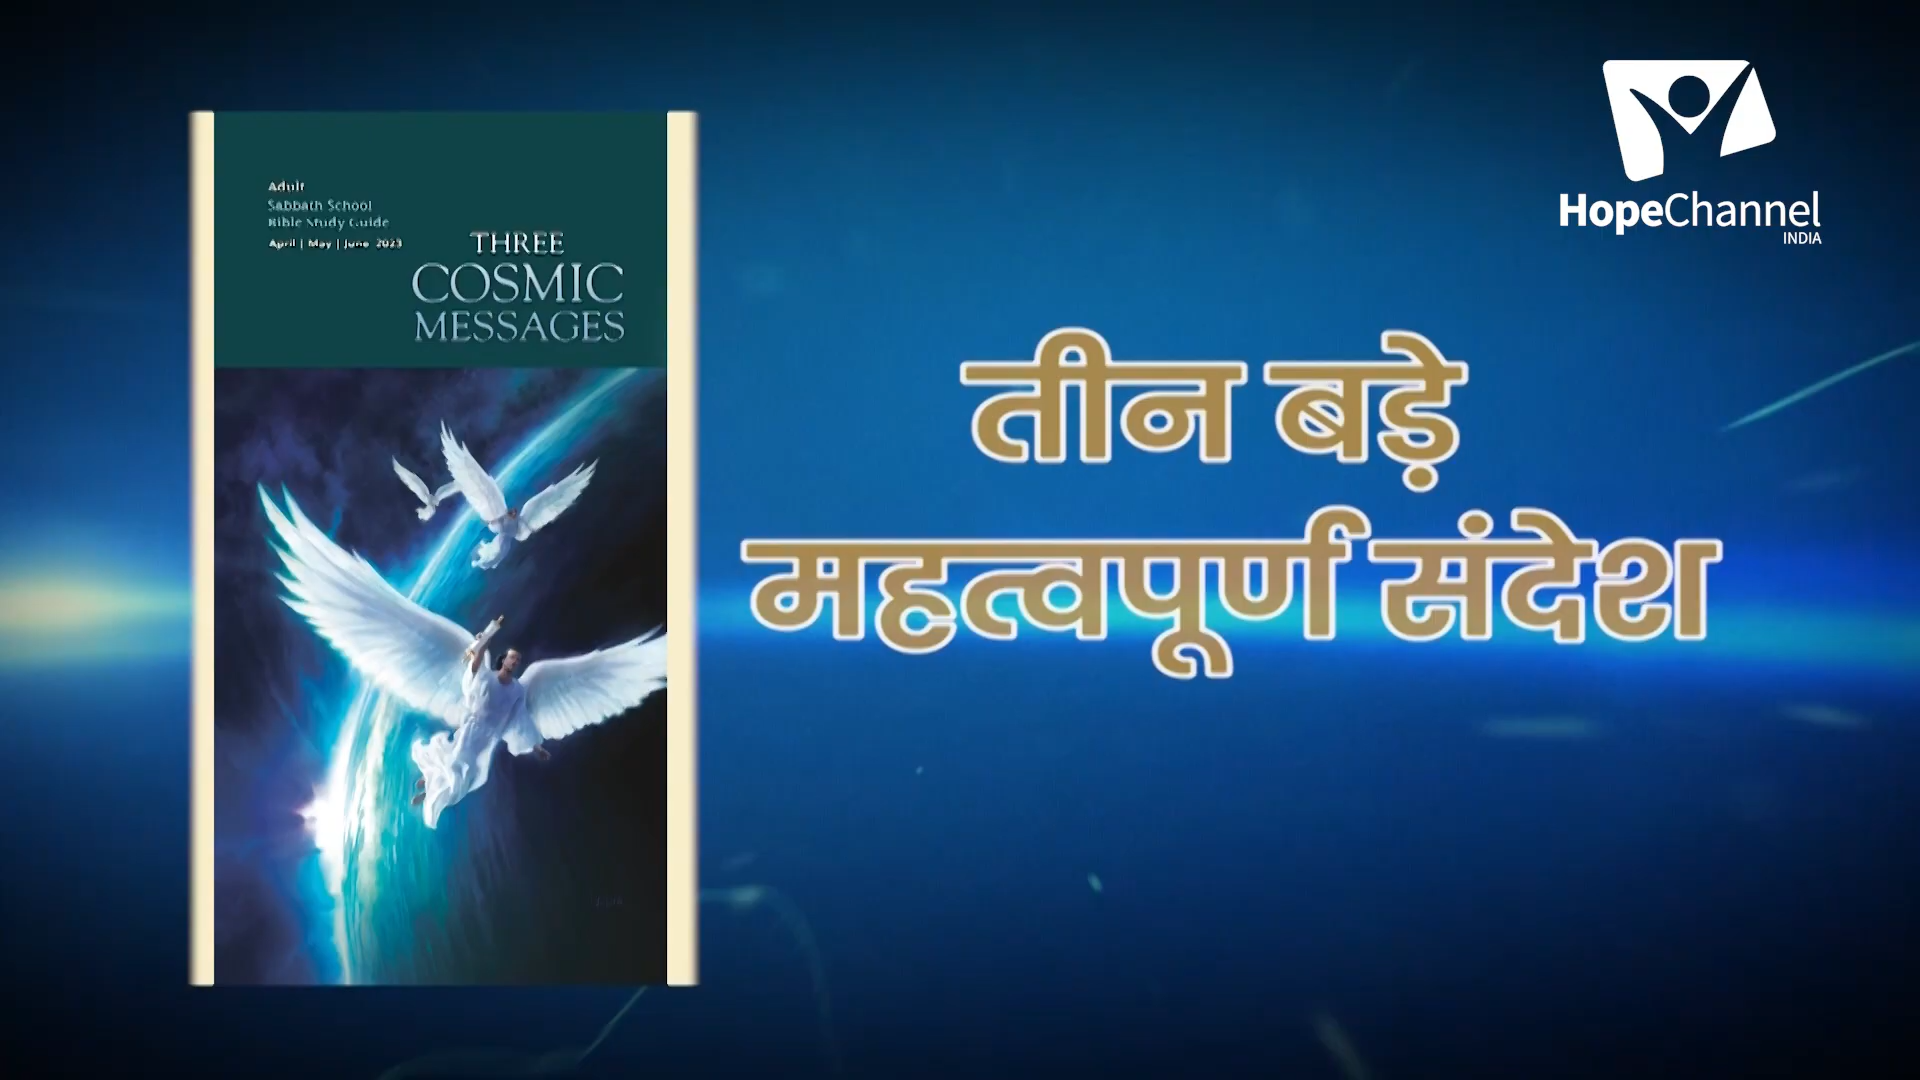 Adult
Sabbath School
Bible Study Guide
April | May | June 2023
THREE
COSMIC
MESSAGES
HopeChannel
INDIA
तीन बड़े
महत्वपूर्ण संदेश